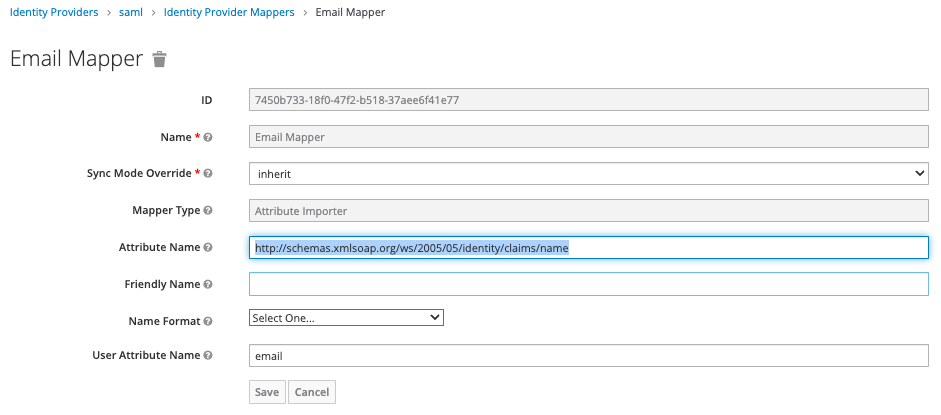 Identity Providers > saml > Identity Provider Mappers > Email Mapper
Email Mapper
ID 7450b733-18f0-47f2-b518-37aee6f41e77
Name * Email Mapper
Sync Mode Override * inherit
Mapper Type Attribute Importer
Attribute Name http://schemas.xmlsoap.org/ws/2005/05/identity/claims/name
Friendly Name
Name Format Select One...
User Attribute Name email
Save Cancel